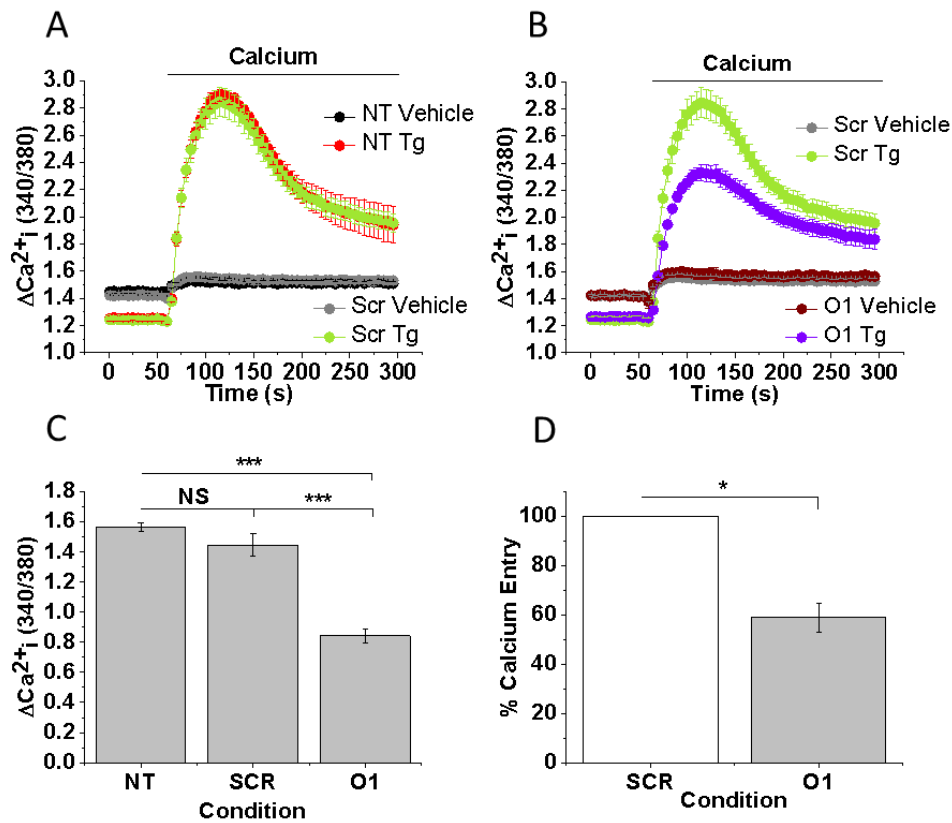 A
Calcium
ΔCa2+i (340/380)
3.0
2.8
2.6
2.4
2.2
2.0
1.8
1.6
1.4
1.2
1.0
NT Vehicle
NT Tg
Scr Vehicle
Scr Tg
0 50 100 150 200 250 300
Time (s)
B
Calcium
ΔCa2+i (340/380)
3.0
2.8
2.6
2.4
2.2
2.0
1.8
1.6
1.4
1.2
1.0
Scr Vehicle
Scr Tg
O1 Vehicle
O1 Tg
0 50 100 150 200 250 300
Time (s)
C
ΔCa2+i (340/380)
1.8
1.6
1.4
1.2
1.0
0.8
0.6
0.4
0.2
0.0
***
NS ***
NT SCR O1
Condition
D
% Calcium Entry
100
80
60
40
20
0
*
SCR O1
Condition